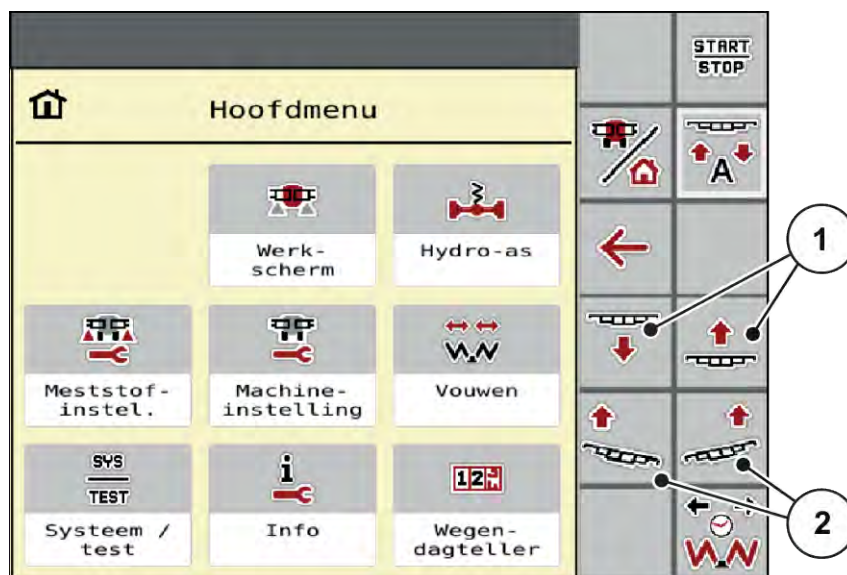 START
STOP
Hoofdmenu
A
Werk-
scherm
Hydro-as
1
Meststof-
instel.
Machine-
instelling
Vouwen
SYS
TEST
Systeem /
test
i
Info
12
Wegen-
dagteller
2